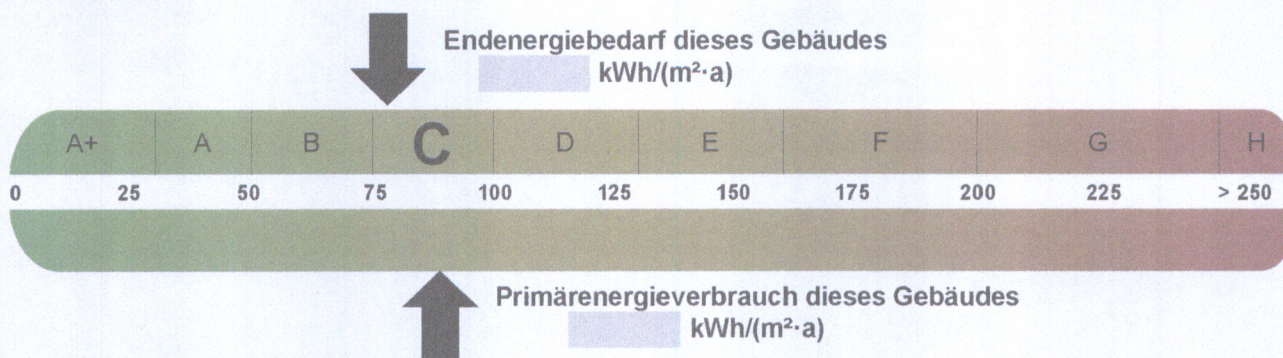 Endenergiebedarf dieses Gebäudes
kWh/(m²·a)
A+ A B C D E F G H
0 25 50 75 100 125 150 175 200 225 > 250
Primärenergieverbrauch dieses Gebäudes
kWh/(m²·a)